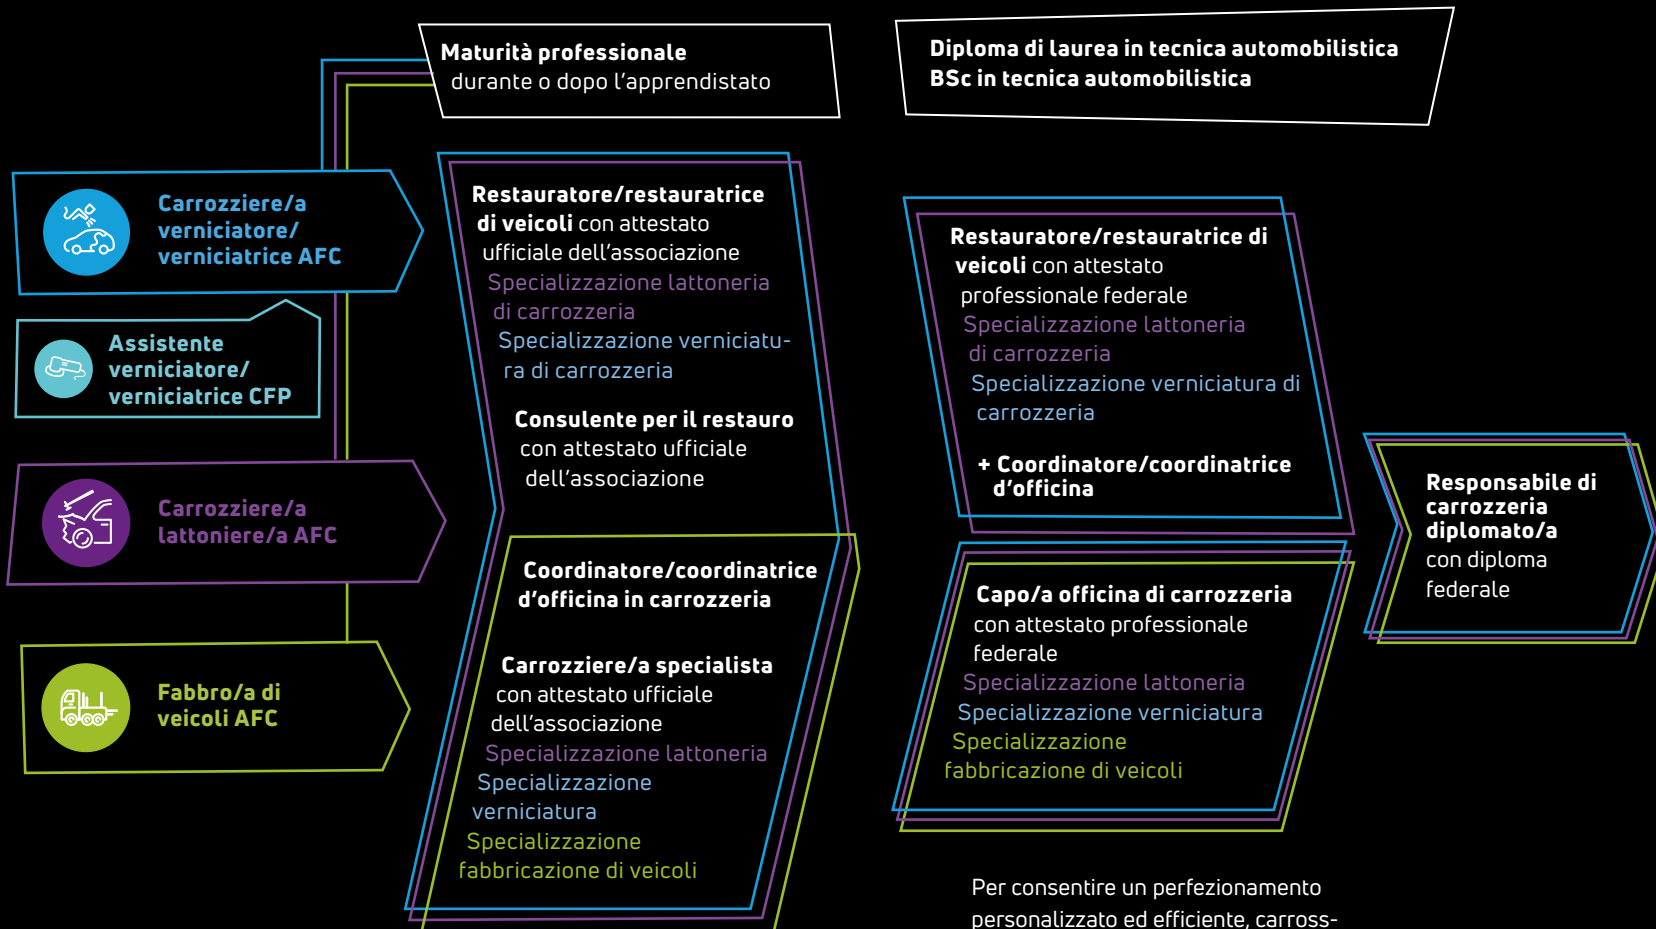 Maturità professionale
durante o dopo l'apprendistato
Diploma di laurea in tecnica automobilistica
BSc in tecnica automobilistica
Carrozziere/a
verniciatore/
verniciatrice AFC
Assistente
verniciatore/
verniciatrice CFP
Carrozziere/a
lattoniere/a AFC
Fabbro/a di
veicoli AFC
Restauratore/restauratrice
di veicoli con attestato
ufficiale dell'associazione
Specializzazione lattoneria
di carrozzeria
Specializzazione verniciatu-
ra di carrozzeria
Consulente per il restauro
con attestato ufficiale
dell'associazione
Coordinatore/coordinatrice
d'officina in carrozzeria
Carrozziere/a specialista
con attestato ufficiale
dell'associazione
Specializzazione lattoneria
Specializzazione
verniciatura
Specializzazione
fabbricazione di veicoli
Restauratore/restauratrice di
veicoli con attestato
professionale federale
Specializzazione lattoneria
di carrozzeria
Specializzazione verniciatura di
carrozzeria
+ Coordinatore/coordinatrice
d'officina
Capo/a officina di carrozzeria
con attestato professionale
federale
Specializzazione lattoneria
Specializzazione verniciatura
Specializzazione
fabbricazione di veicoli
Responsabile di
carrozzeria
diplomato/a
con diploma
federale
Per consentire un perfezionamento
personalizzato ed efficiente, carross-